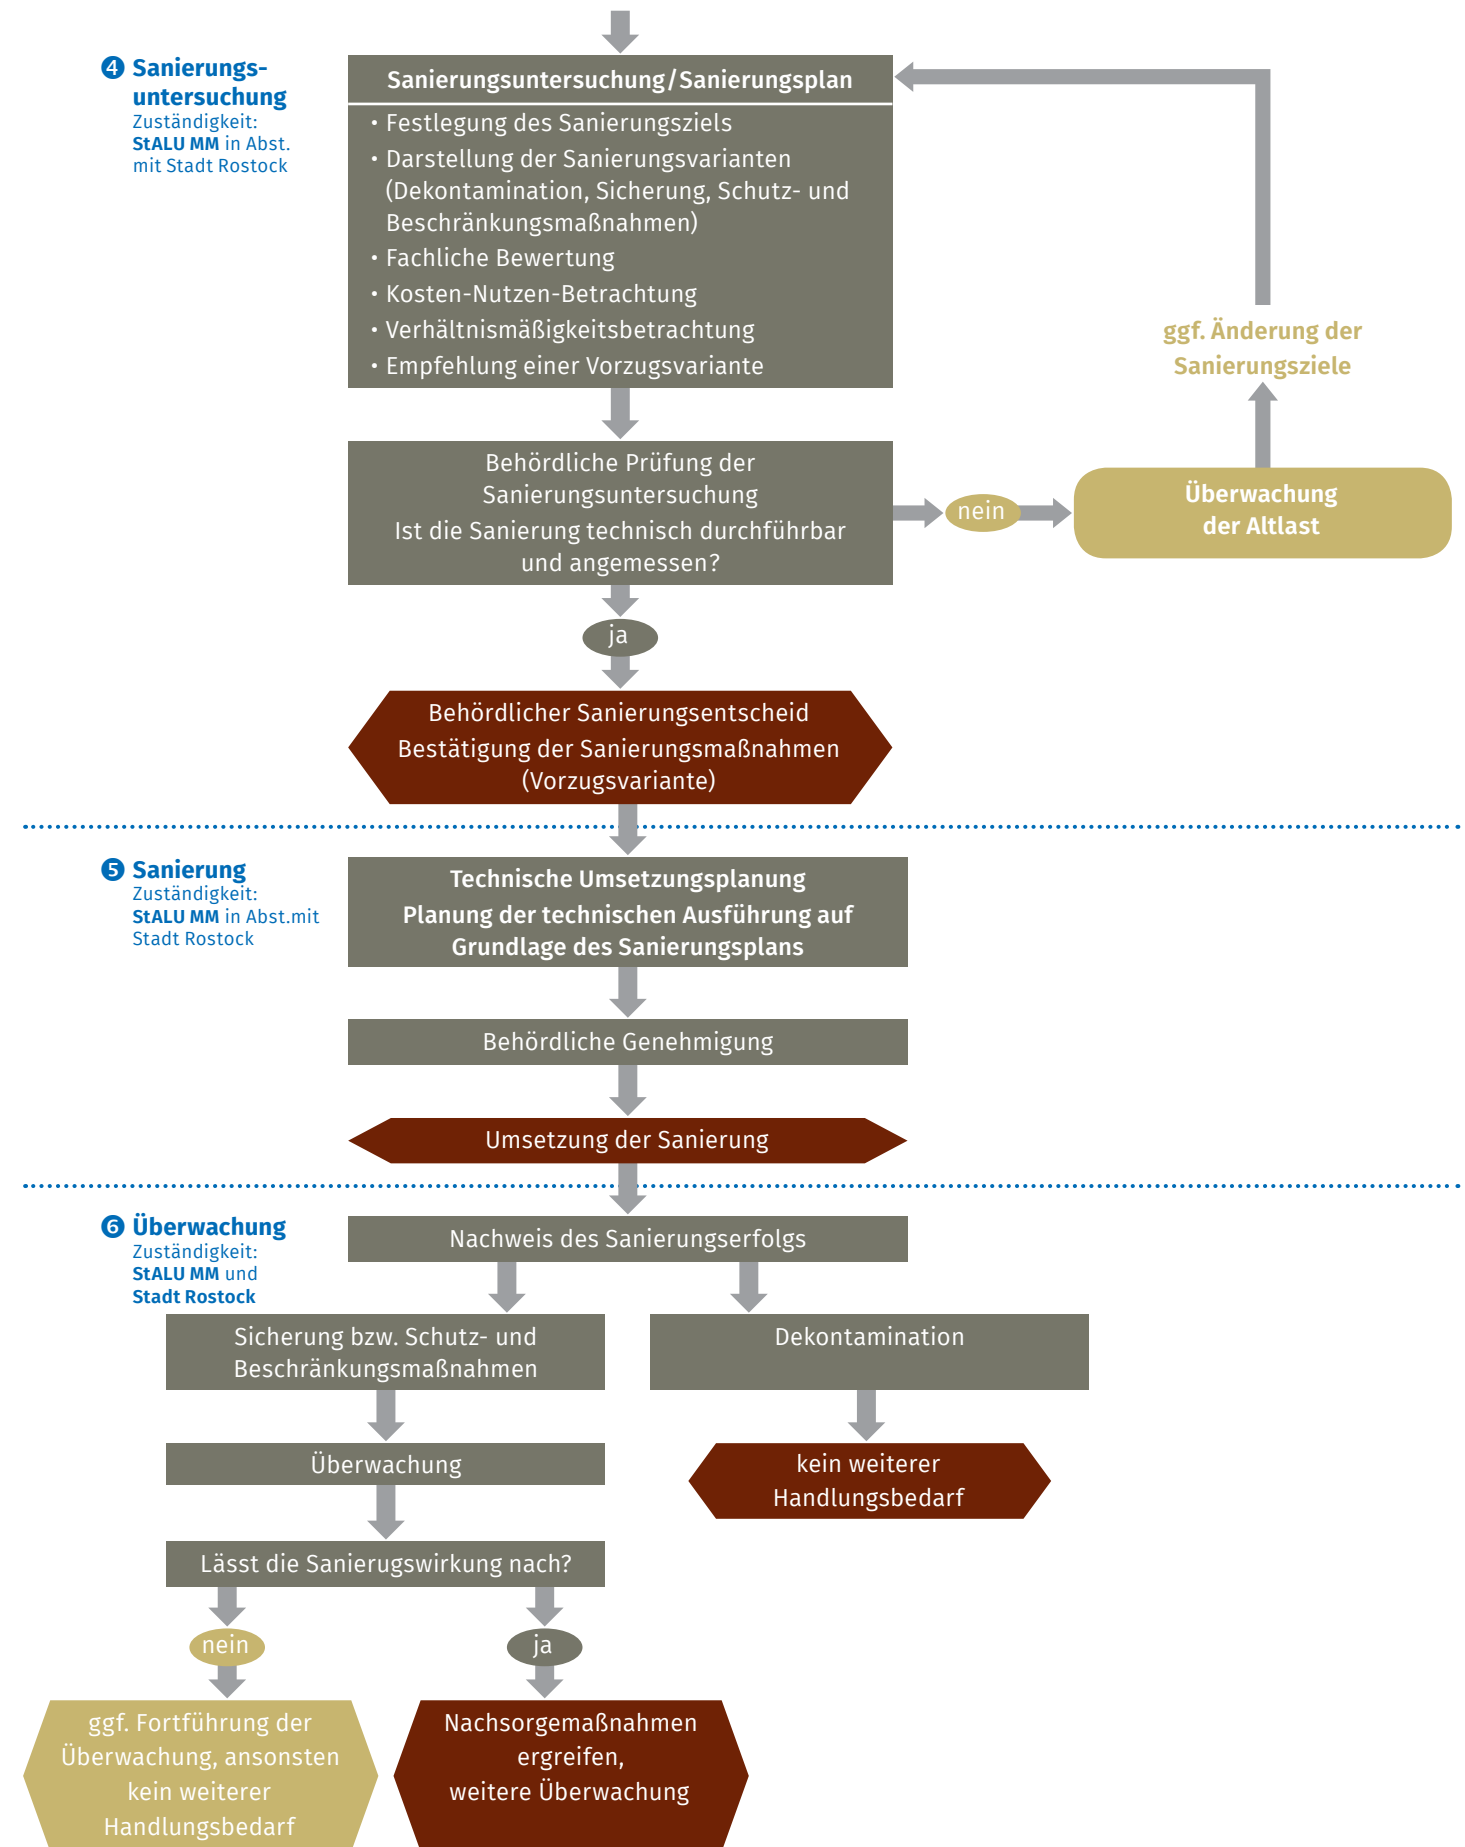 ❹ Sanierungs-
untersuchung
Zuständigkeit:
StALU MM in Abst.
mit Stadt Rostock
Sanierungsuntersuchung/Sanierungsplan
• Festlegung des Sanierungsziels
• Darstellung der Sanierungsvarianten
(Dekontamination, Sicherung, Schutz- und
Beschränkungsmaßnahmen)
• Fachliche Bewertung
• Kosten-Nutzen-Betrachtung
• Verhältnismäßigkeitsbetrachtung
• Empfehlung einer Vorzugsvariante
ggf. Änderung der
Sanierungsziele
Behördliche Prüfung der
Sanierungsuntersuchung
Ist die Sanierung technisch durchführbar
und angemessen?
nein
Überwachung
der Altlast
ja
Behördlicher Sanierungsentscheid
Bestätigung der Sanierungsmaßnahmen
(Vorzugsvariante)
❺ Sanierung
Zuständigkeit:
StALU MM in Abst.mit
Stadt Rostock
Technische Umsetzungsplanung
Planung der technischen Ausführung auf
Grundlage des Sanierungsplans
Behördliche Genehmigung
Umsetzung der Sanierung
❻ Überwachung
Zuständigkeit:
StALU MM und
Stadt Rostock
Nachweis des Sanierungserfolgs
Sicherung bzw. Schutz- und
Beschränkungsmaßnahmen
Dekontamination
Überwachung
kein weiterer
Handlungsbedarf
Lässt die Sanierugswirkung nach?
nein
ja
ggf. Fortführung der
Überwachung, ansonsten
kein weiterer
Handlungsbedarf
Nachsorgemaßnahmen
ergreifen,
weitere Überwachung